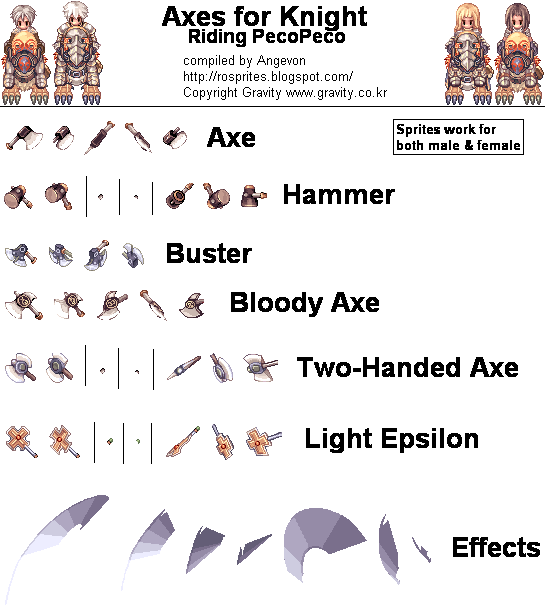 Axes for Knight
Riding PecoPeco
compiled by Angevon
http://rosprites.blogspot.com/
Copyright Gravity www.gravity.co.kr
Axe
Sprites work for
both male & female
Hammer
Buster
Bloody Axe
Two-Handed Axe
Light Epsilon
Effects